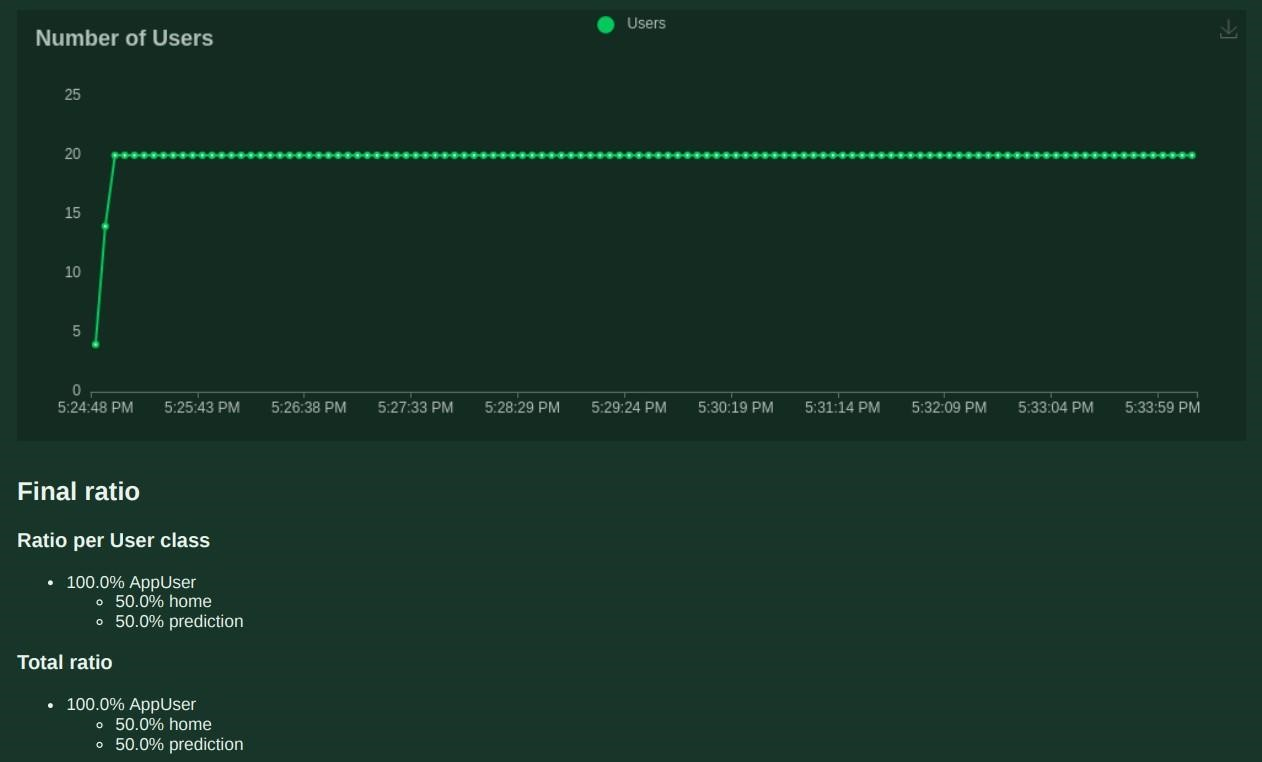 Users
Number of Users
25
20
15
10
5
0
5:24:48 PM 5:25:43 PM 5:26:38 PM 5:27:33 PM 5:28:29 PM 5:29:24 PM 5:30:19 PM 5:31:14 PM 5:32:09 PM 5:33:04 PM 5:33:59 PM
Final ratio
Ratio per User class
• 100.0% AppUser
◦ 50.0% home
◦ 50.0% prediction
Total ratio
• 100.0% AppUser
◦ 50.0% home
◦ 50.0% prediction